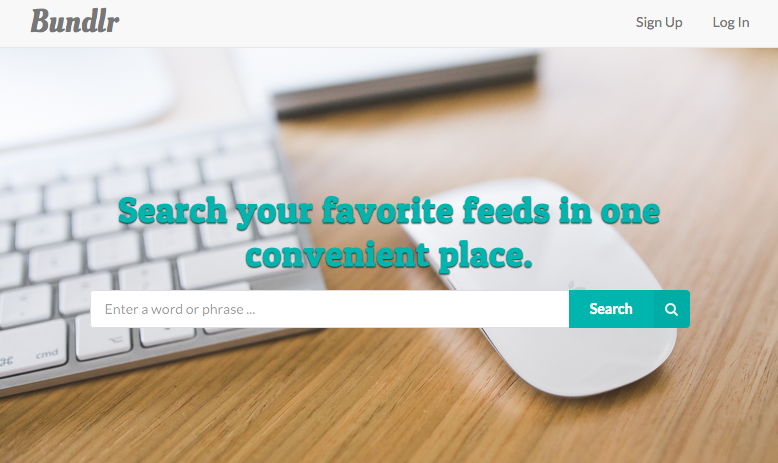 Bundlr
Sign Up
Log In
Search your favorite feeds in one
convenient place.
Enter a word or phrase ...
Search
cmd